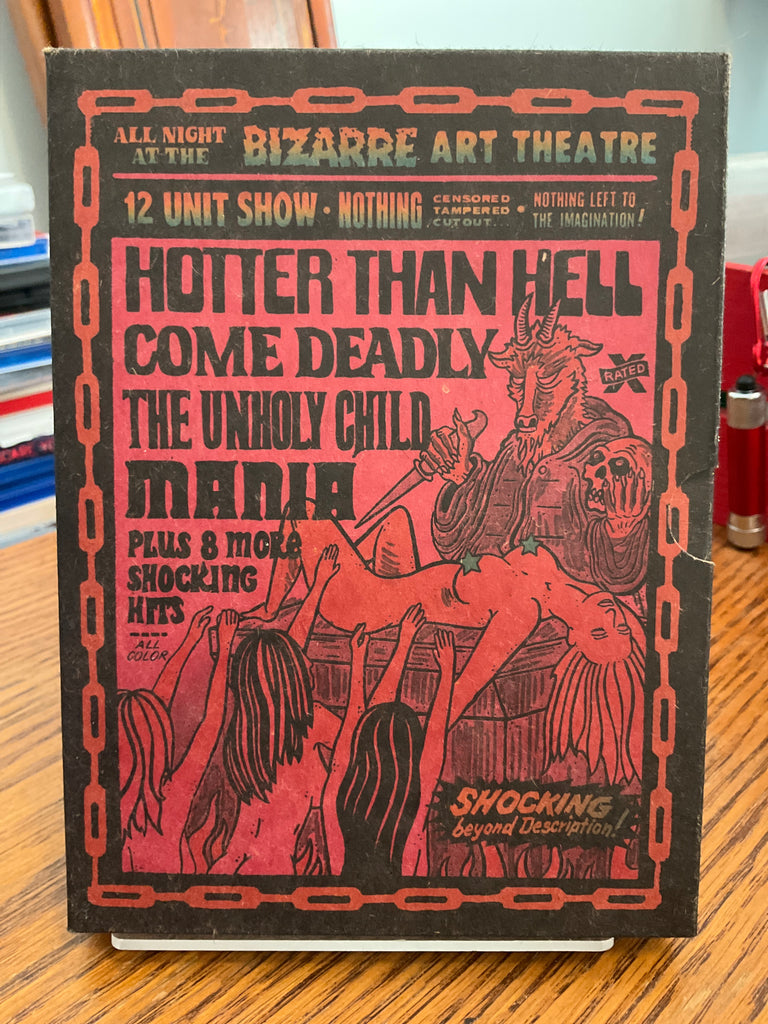 ALL NIGHT
AT THE
BIZARRE ART THEATRE
12 UNIT SHOW • NOTHING
CENSORED
TAMPERED
CUT OUT...
• NOTHING LEFT TO
THE IMAGINATION!
HOTTER THAN HELL
COME DEADLY
X
RATED
THE UNHOLY CHILD
MANIA
PLUS 8 MORE
SHOCKING
HITS
ALL
COLOR
SHOCKING
beyond Description!